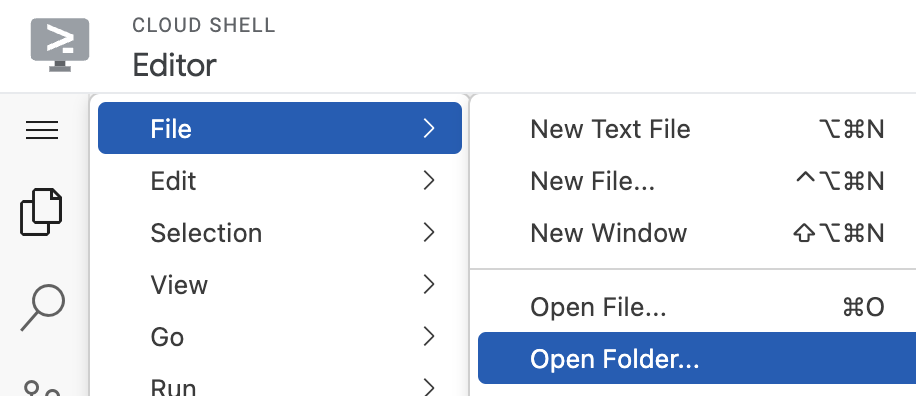 CLOUD SHELL
Editor
File
Edit
Selection
View
Go
Run
New Text File ⌥⌘N
New File... ^⌥⌘N
New Window ⇧⌥⌘N
Open File... ⌘O
Open Folder...